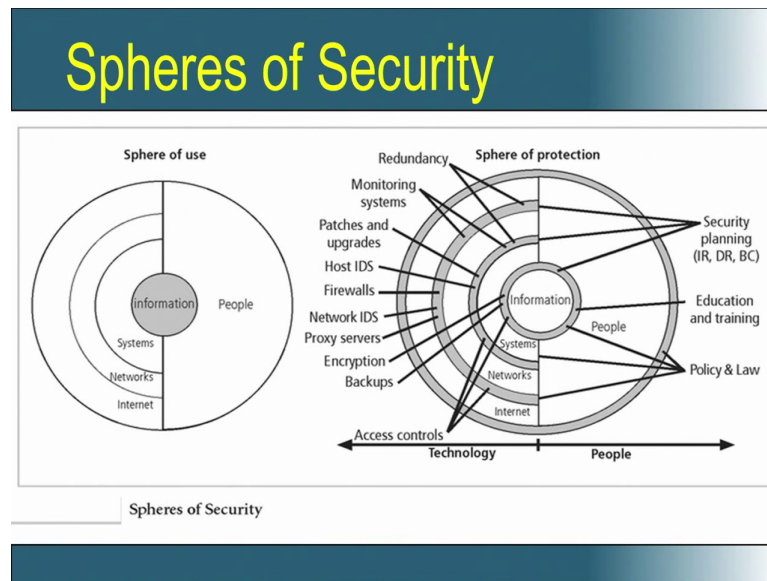 Spheres of Security
Sphere of use
information
People
Systems
Networks
Internet
Sphere of protection
Redundancy
Monitoring
systems
Patches and
upgrades
Host IDS
Firewalls
Network IDS
Proxy servers
Encryption
Backups
Access controls
Information
People
Systems
Networks
Internet
Security
planning
(IR, DR, BC)
Education
and training
Policy & Law
Technology
People
Spheres of Security